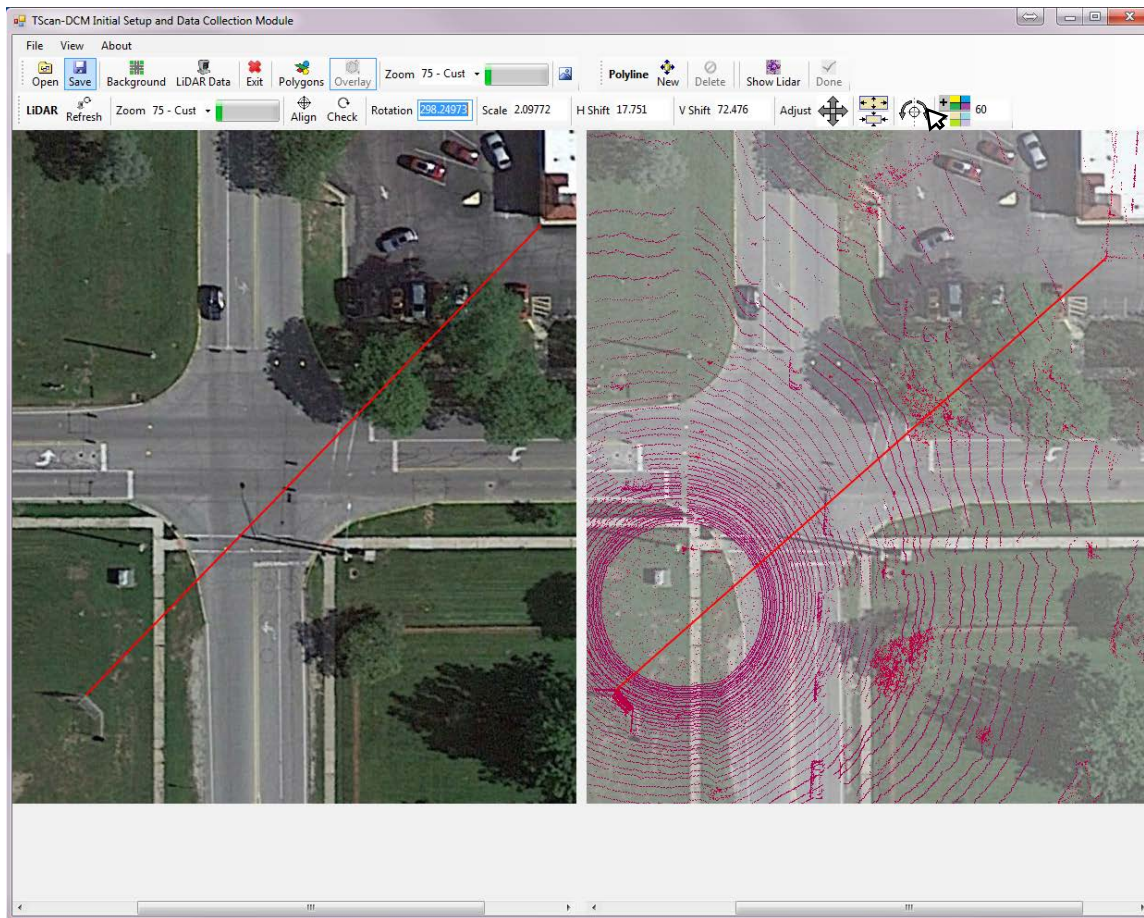 TScan-DCM Initial Setup and Data Collection Module
File View About
Open Save Background LiDAR Data Exit Polygons Overlay Zoom 75 - Cust Polyline New Delete Show Lidar Done
LiDAR Refresh Zoom 75 - Cust Align Check Rotation 298.24973 Scale 2.09772 H Shift 17.751 V Shift 72.476 Adjust 60